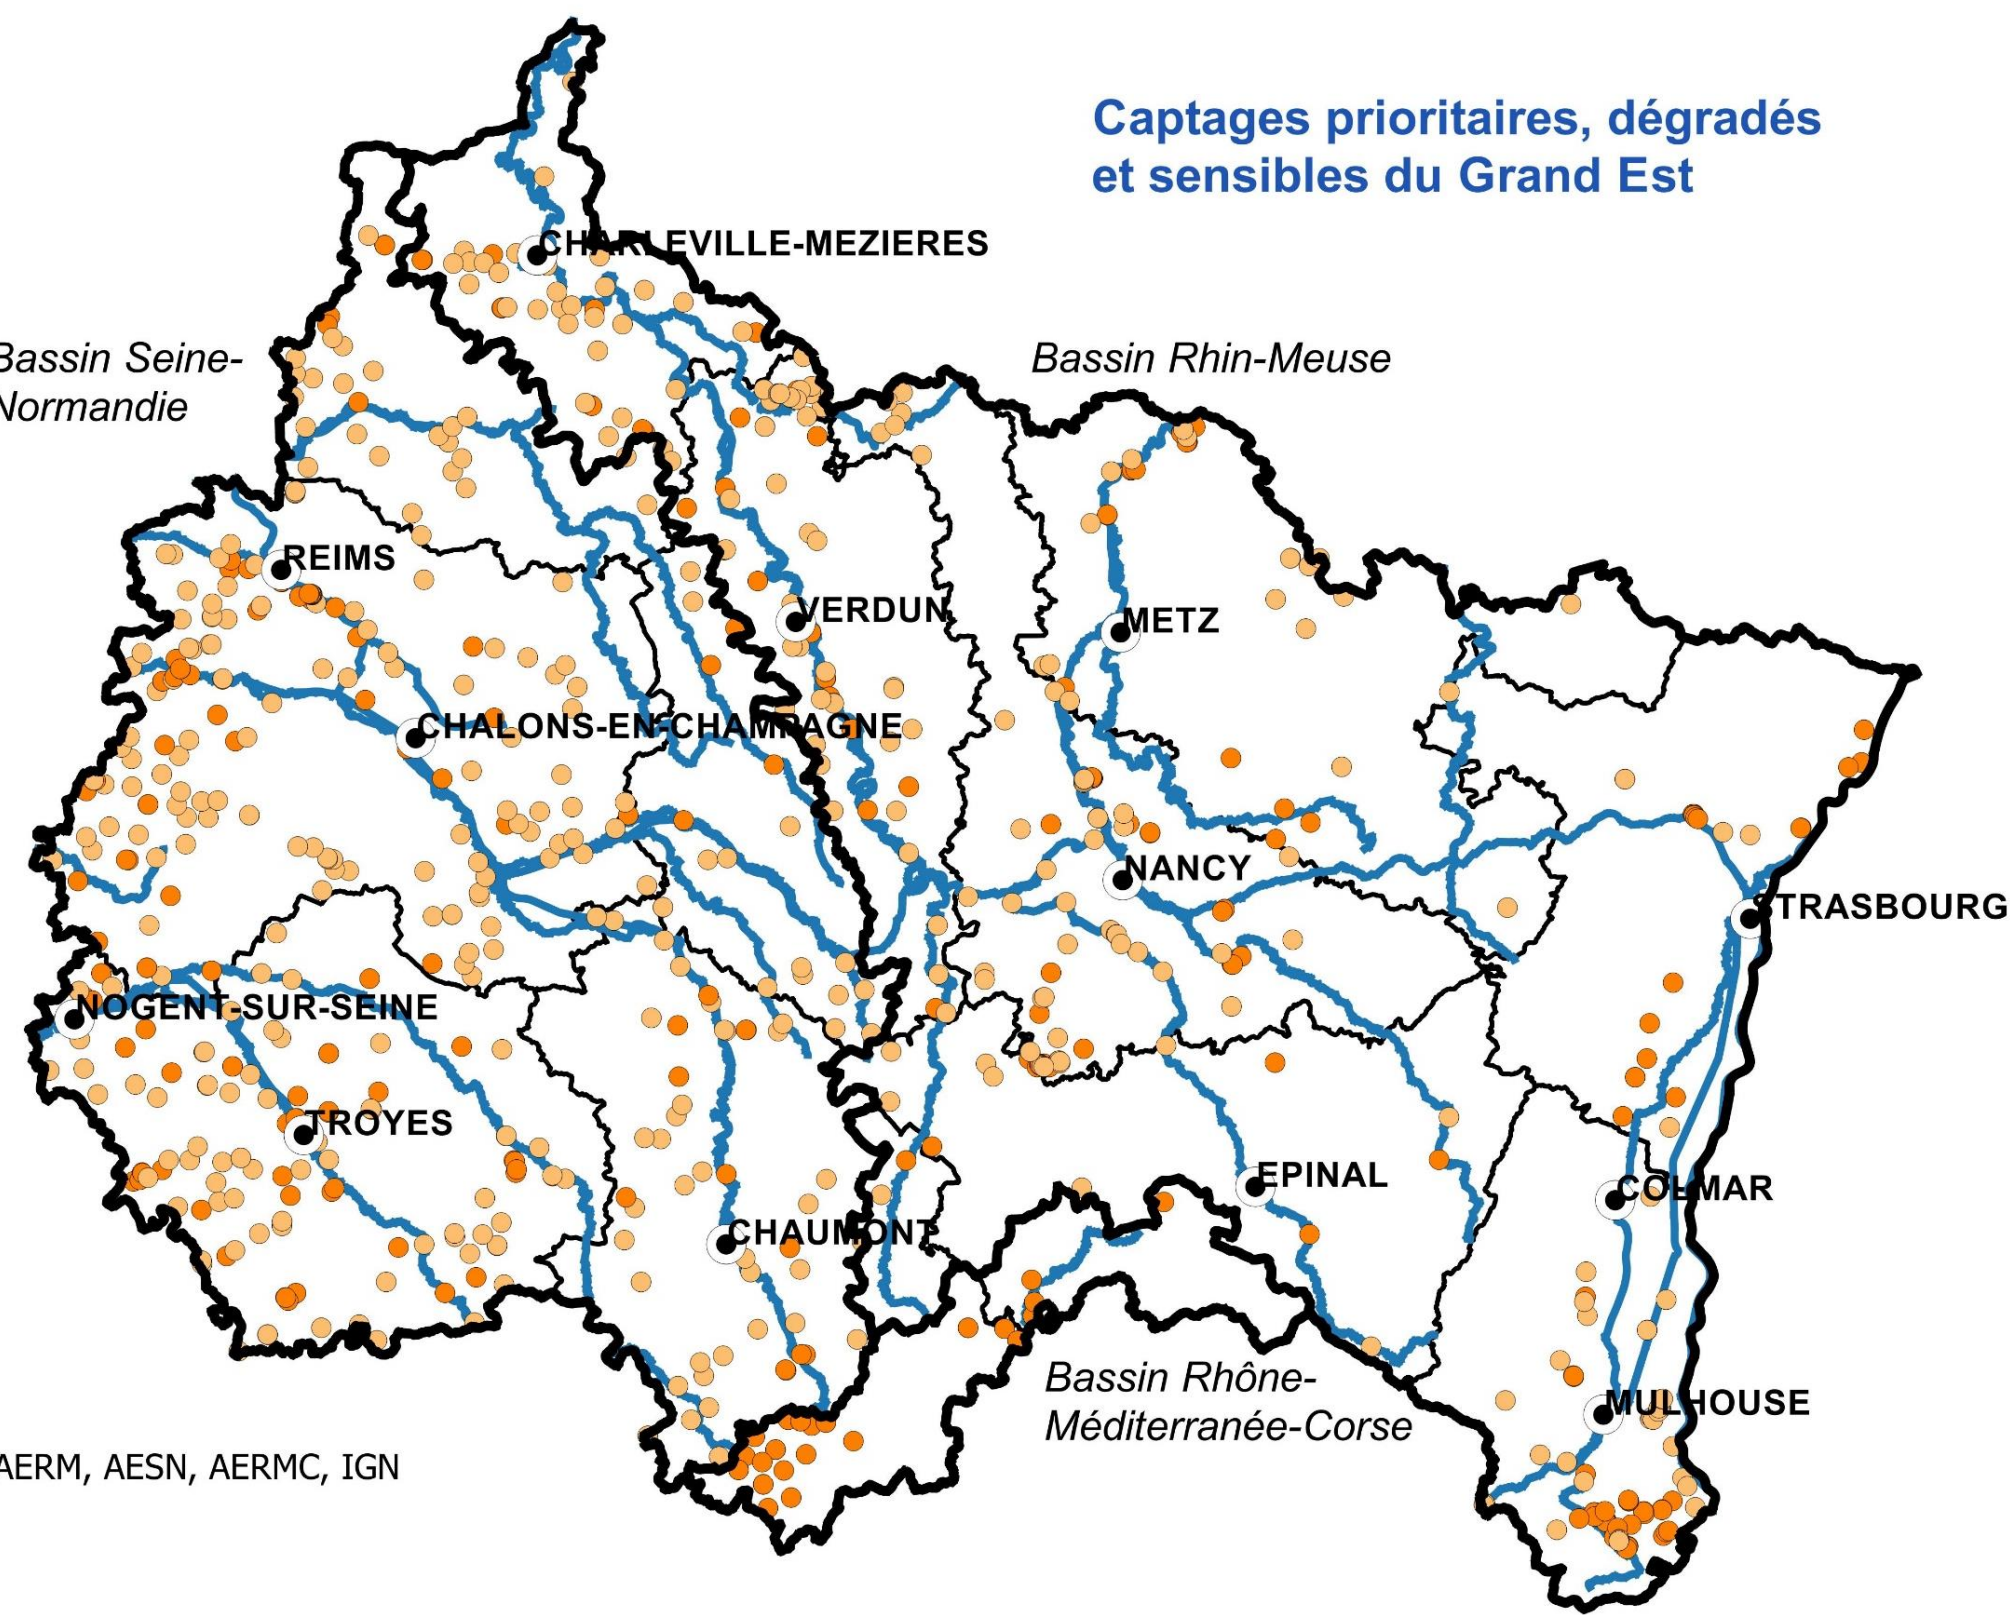 Captages prioritaires, dégradés
et sensibles du Grand Est
CHARLEVILLE-MEZIERES
Bassin Seine-
Normandie
Bassin Rhin-Meuse
REIMS
VERDUN
METZ
CHALONS-EN-CHAMPAGNE
NANCY
STRASBOURG
NOGENT-SUR-SEINE
TROYES
EPINAL
COLMAR
CHAUMONT
Bassin Rhône-
Méditerranée-Corse
MULHOUSE
AERM, AESN, AERMC, IGN